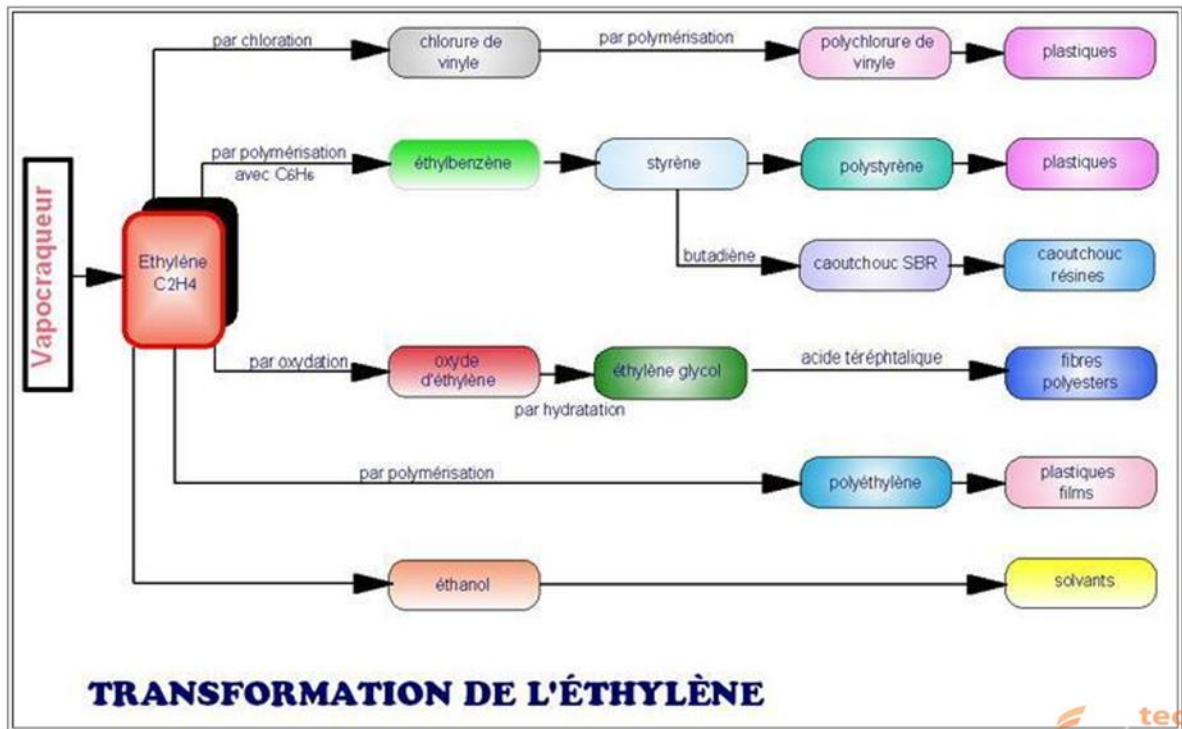 par chloration
chlorure de
vinyle
par polymérisation
polychlorure de
vinyle
plastiques
par polymérisation
avec C6H6
éthylbenzène
styrène
polystyrène
plastiques
Vapocraqueur
Ethylène
C2H4
butadiène
caoutchouc SBR
caoutchouc
résines
par oxydation
oxyde
d'éthylène
par hydratation
éthylène glycol
acide téréphtalique
fibres
polyesters
par polymérisation
polyéthylène
plastiques
films
éthanol
solvants
TRANSFORMATION DE L'ÉTHYLÈNE